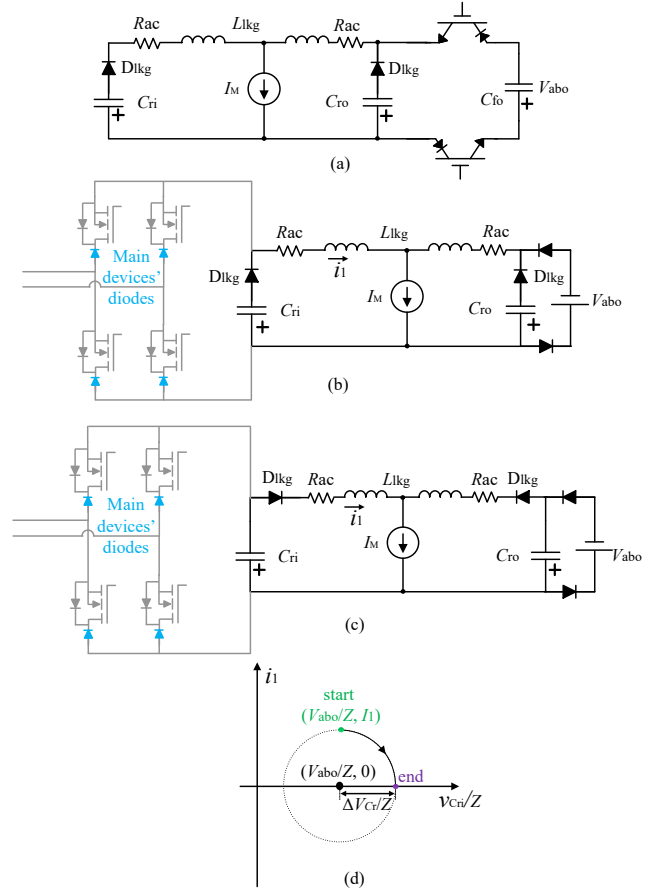 Rac Llkg Rac
Dlkg Dlkg
Cri + IM Cro + Cfo + Vabo
(a)
Main devices' diodes
Rac Llkg Rac
Dlkg i1 Dlkg
Cri + IM Cro + Vabo
(b)
Main devices' diodes
Dlkg Rac Llkg Rac Dlkg
i1
Cri + IM Cro + Vabo
(c)
i1
start
(Vabo/Z, I1)
(Vabo/Z, 0) end
ΔVCr/Z vCri/Z
(d)